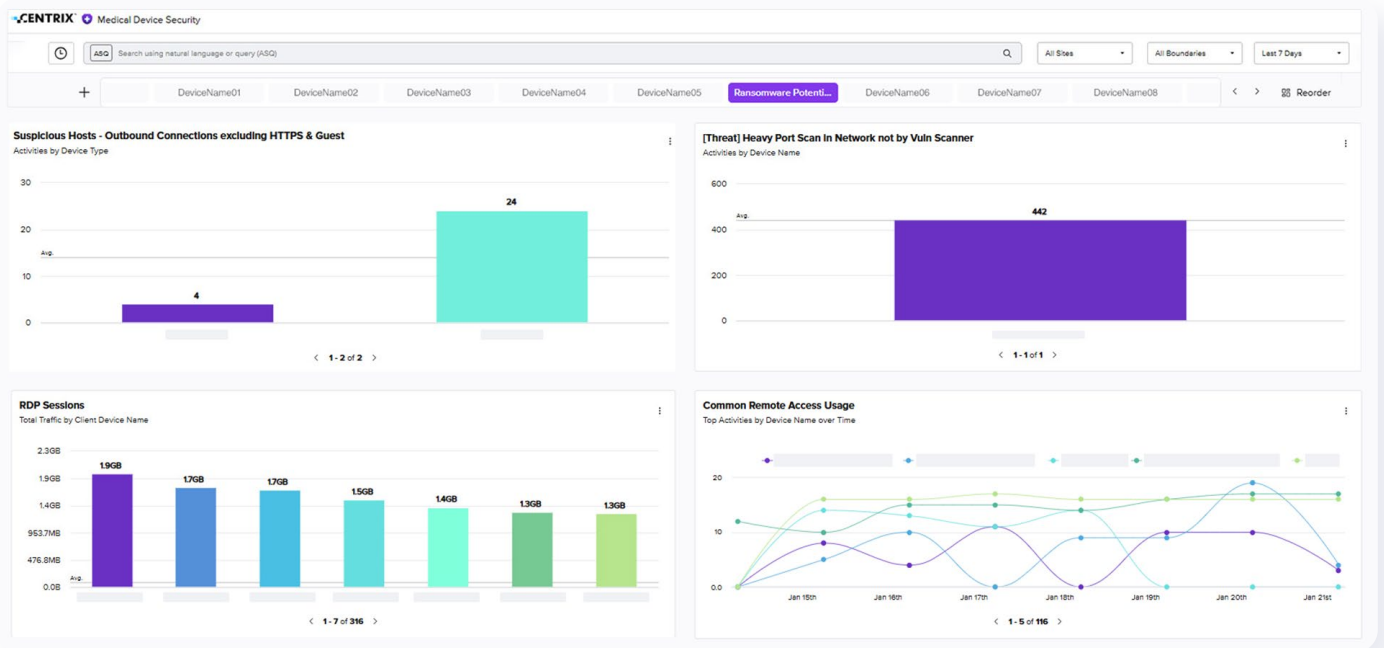 CENTRIX Medical Device Security
ASQ Search using natural language or query (ASQ) All Sites All Boundaries Last 7 Days
+ DeviceName01 DeviceName02 DeviceName03 DeviceName04 DeviceName05 Ransomware Potenti... DeviceName06 DeviceName07 DeviceName08 < > Reorder
Suspicious Hosts - Outbound Connections excluding HTTPS & Guest
Activities by Device Type
30
24
20
Avg.
10
4
0
< 1 - 2 of 2 >
[Threat] Heavy Port Scan in Network not by Vuln Scanner
Activities by Device Name
600
442
Avg.
400
200
0
< 1 - 1 of 1 >
RDP Sessions
Total Traffic by Client Device Name
2.3GB
1.9GB 1.7GB 1.7GB 1.5GB 1.4GB 1.3GB 1.3GB
1.9GB
1.4GB
953.7MB
476.8MB
Avg.
0.0B
< 1 - 7 of 316 >
Common Remote Access Usage
Top Activities by Device Name over Time
20
10
0.0
Jan 15th Jan 16th Jan 17th Jan 18th Jan 19th Jan 20th Jan 21st
< 1 - 5 of 116 >